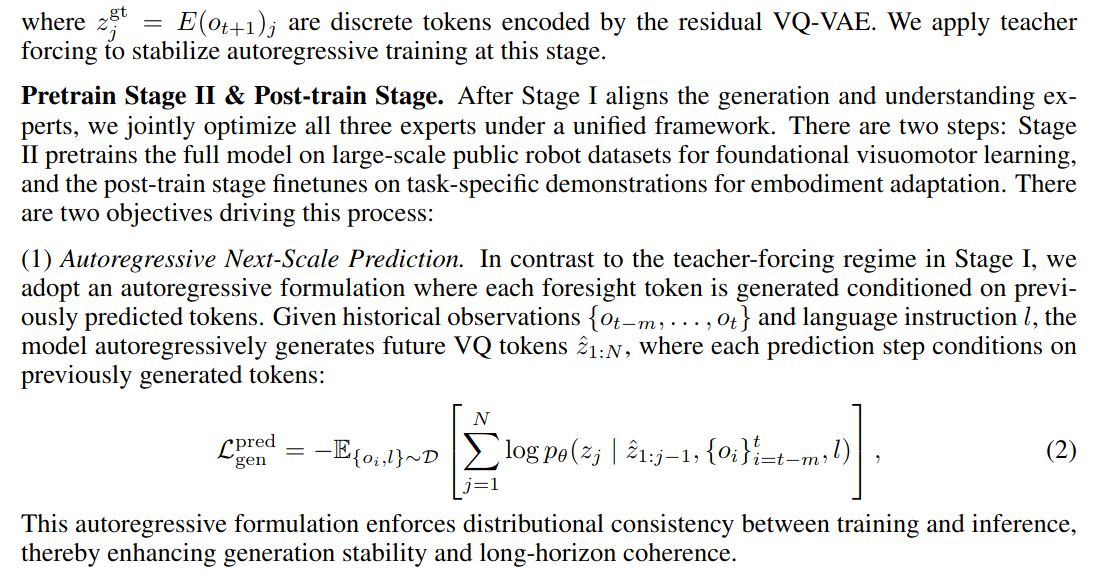 where $z_j^{\text{gt}} = E(o_{t+1})_j$ are discrete tokens encoded by the residual VQ-VAE. We apply teacher
forcing to stabilize autoregressive training at this stage.
Pretrain Stage II & Post-train Stage. After Stage I aligns the generation and understanding ex-
perts, we jointly optimize all three experts under a unified framework. There are two steps: Stage
II pretrains the full model on large-scale public robot datasets for foundational visuomotor learning,
and the post-train stage finetunes on task-specific demonstrations for embodiment adaptation. There
are two objectives driving this process:
(1) Autoregressive Next-Scale Prediction. In contrast to the teacher-forcing regime in Stage I, we
adopt an autoregressive formulation where each foresight token is generated conditioned on previ-
ously predicted tokens. Given historical observations $\{o_{t-m}, \ldots, o_t\}$ and language instruction $l$, the
model autoregressively generates future VQ tokens $\hat{z}_{1:N}$, where each prediction step conditions on
previously generated tokens:
$\mathcal{L}_{\text{gen}}^{\text{pred}} = -\mathbb{E}_{\{o_i, l\} \sim \mathcal{D}} \left[ \sum_{j=1}^{N} \log p_\theta(z_j \mid \hat{z}_{1:j-1}, \{o_i\}_{i=t-m}^{t}, l) \right],$ (2)
This autoregressive formulation enforces distributional consistency between training and inference,
thereby enhancing generation stability and long-horizon coherence.